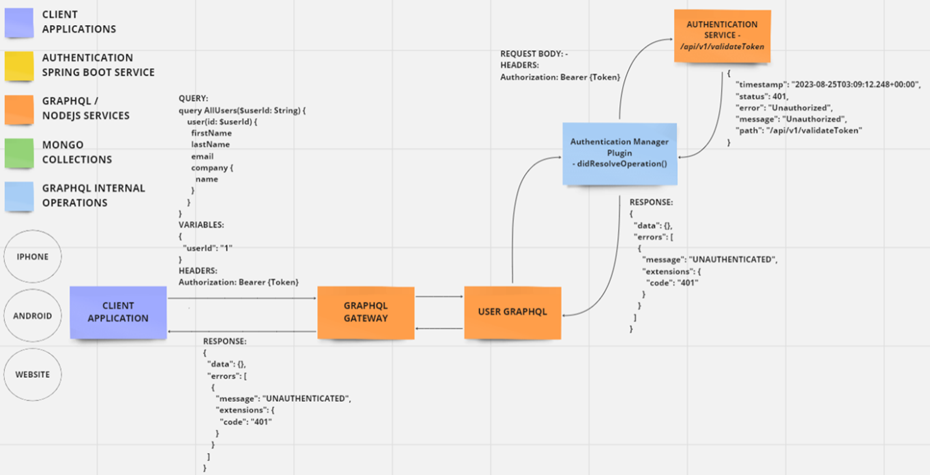 CLIENT
APPLICATIONS
AUTHENTICATION
SPRING BOOT SERVICE
GRAPHQL /
NODEJS SERVICES
MONGO
COLLECTIONS
GRAPHQL INTERNAL
OPERATIONS
IPHONE
ANDROID
WEBSITE
CLIENT
APPLICATION
QUERY:
query AllUsers($userId: String) {
user(id: $userId) {
firstName
lastName
email
company {
name
}
}
}
VARIABLES:
{
"userId": "1"
}
HEADERS:
Authorization: Bearer {Token}
RESPONSE:
{
"data": {},
"errors": [
{
"message": "UNAUTHENTICATED",
"extensions": {
"code": "401"
}
}
]
}
GRAPHQL
GATEWAY
USER GRAPHQL
REQUEST BODY: -
HEADERS:
Authorization: Bearer {Token}
Authentication Manager
Plugin
- didResolveOperation()
AUTHENTICATION
SERVICE -
/api/v1/validateToken
{
"timestamp": "2023-08-25T03:09:12.248+00:00",
"status": 401,
"error": "Unauthorized",
"message": "Unauthorized",
"path": "/api/v1/validateToken"
}
RESPONSE:
{
"data": {},
"errors": [
{
"message": "UNAUTHENTICATED",
"extensions": {
"code": "401"
}
}
]
}